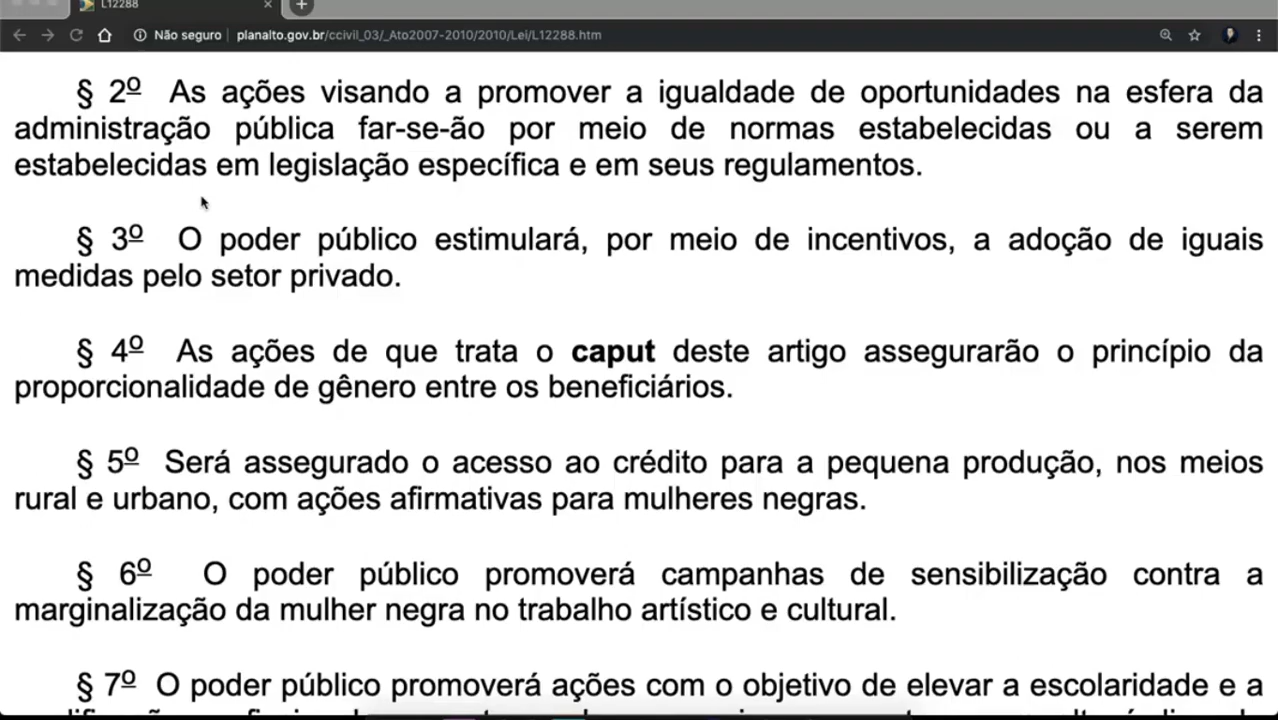 L12288
Não seguro planalto.gov.br/ccivil_03/_Ato2007-2010/2010/Lei/L12288.htm
§ 2º As ações visando a promover a igualdade de oportunidades na esfera da
administração pública far-se-ão por meio de normas estabelecidas ou a serem
estabelecidas em legislação específica e em seus regulamentos.
§ 3º O poder público estimulará, por meio de incentivos, a adoção de iguais
medidas pelo setor privado.
§ 4º As ações de que trata o caput deste artigo assegurarão o princípio da
proporcionalidade de gênero entre os beneficiários.
§ 5º Será assegurado o acesso ao crédito para a pequena produção, nos meios
rural e urbano, com ações afirmativas para mulheres negras.
§ 6º O poder público promoverá campanhas de sensibilização contra a
marginalização da mulher negra no trabalho artístico e cultural.
§ 7º O poder público promoverá ações com o objetivo de elevar a escolaridade e a